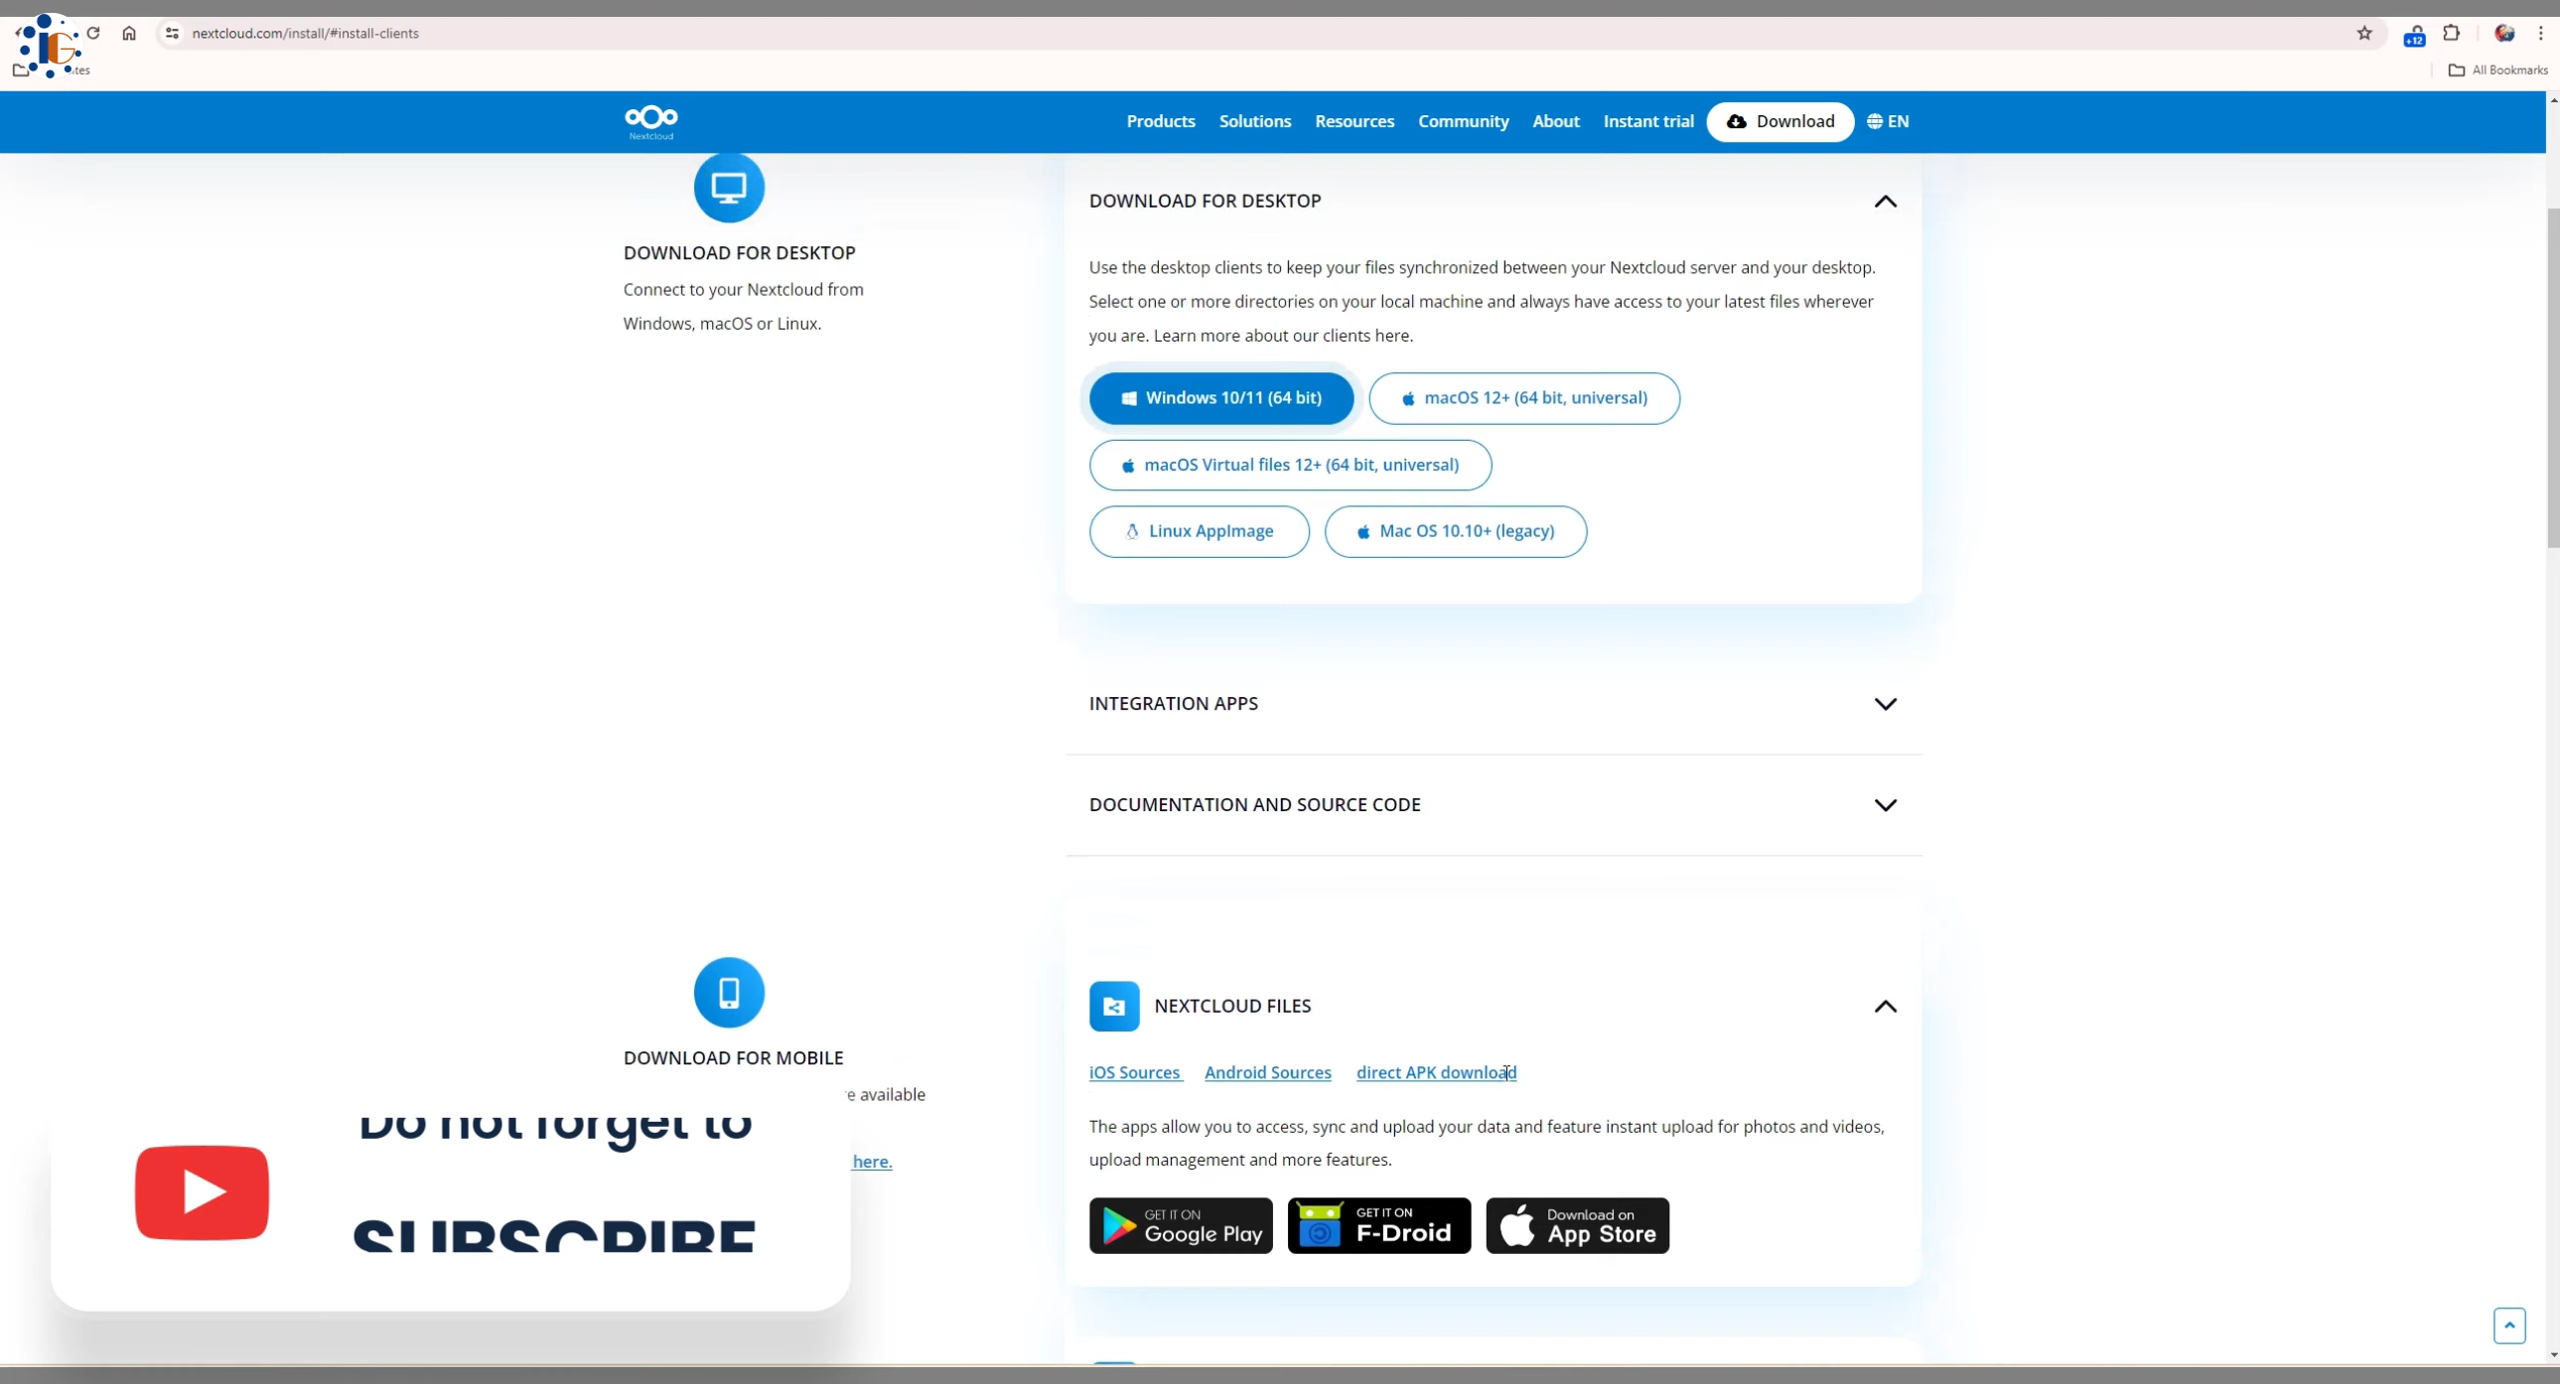 nextcloud.com/install/#install-clients
+12
All Bookmarks
Nextcloud
Products
Solutions
Resources
Community
About
Instant trial
Download
EN
DOWNLOAD FOR DESKTOP
Connect to your Nextcloud from
Windows, macOS or Linux.
DOWNLOAD FOR DESKTOP
Use the desktop clients to keep your files synchronized between your Nextcloud server and your desktop.
Select one or more directories on your local machine and always have access to your latest files wherever
you are. Learn more about our clients here.
Windows 10/11 (64 bit)
macOS 12+ (64 bit, universal)
macOS Virtual files 12+ (64 bit, universal)
Linux AppImage
Mac OS 10.10+ (legacy)
INTEGRATION APPS
DOCUMENTATION AND SOURCE CODE
DOWNLOAD FOR MOBILE
available
here.
Do not forget to
SUBSCRIBE
NEXTCLOUD FILES
iOS Sources
Android Sources
direct APK download
The apps allow you to access, sync and upload your data and feature instant upload for photos and videos,
upload management and more features.
GET IT ON
Google Play
GET IT ON
F-Droid
Download on
App Store